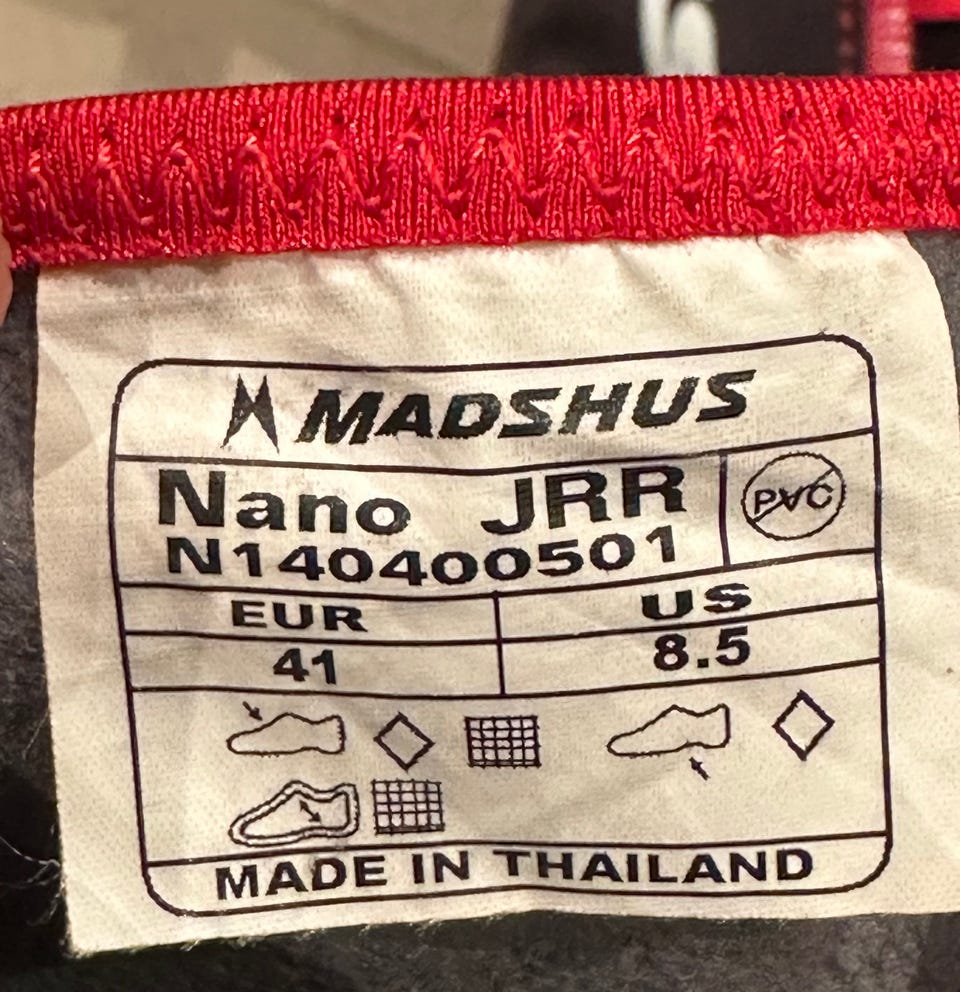 MADSHUS
Nano JRR
PVC
N140400501
EUR US
41 8.5
MADE IN THAILAND